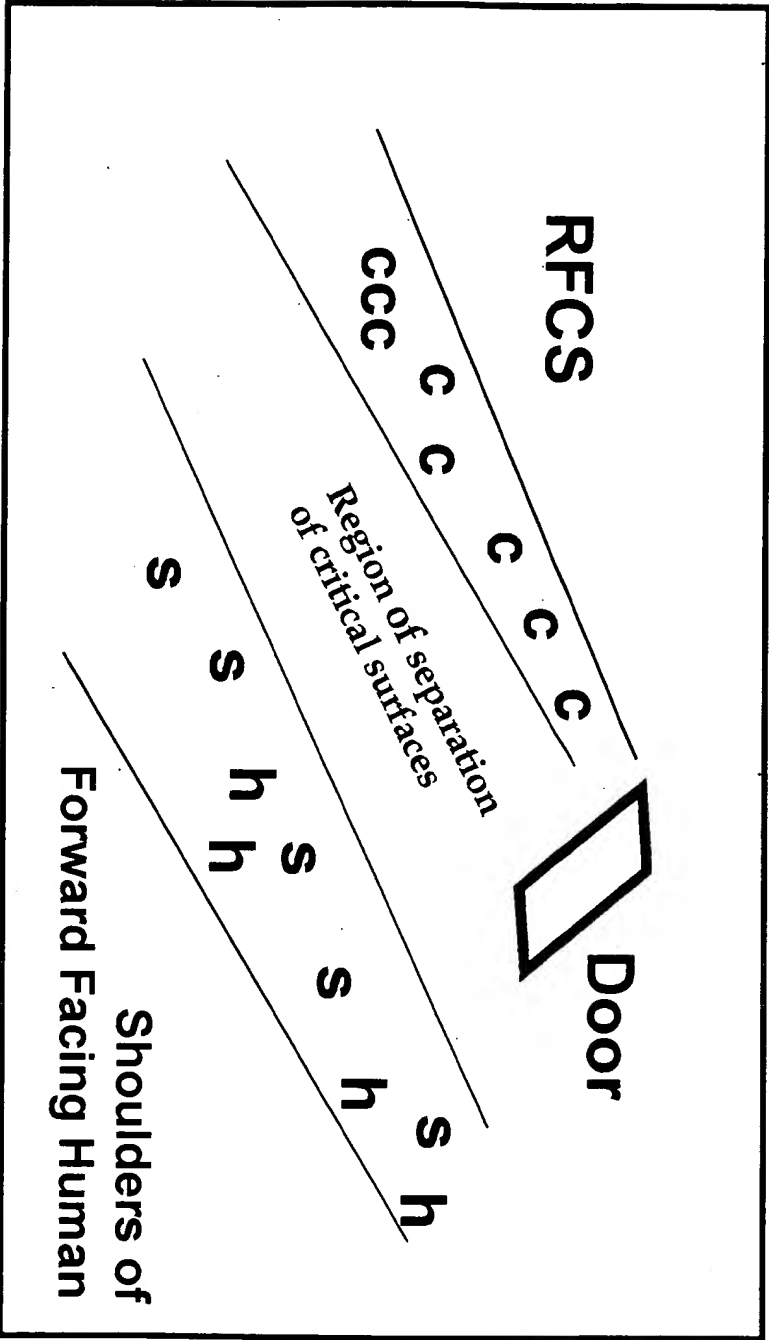 Door
RFCS
c
c
c
c c
ccc
Region of separation
of critical surfaces
s
h
h
s
s
h
h
s
s
Shoulders of
Forward Facing Human